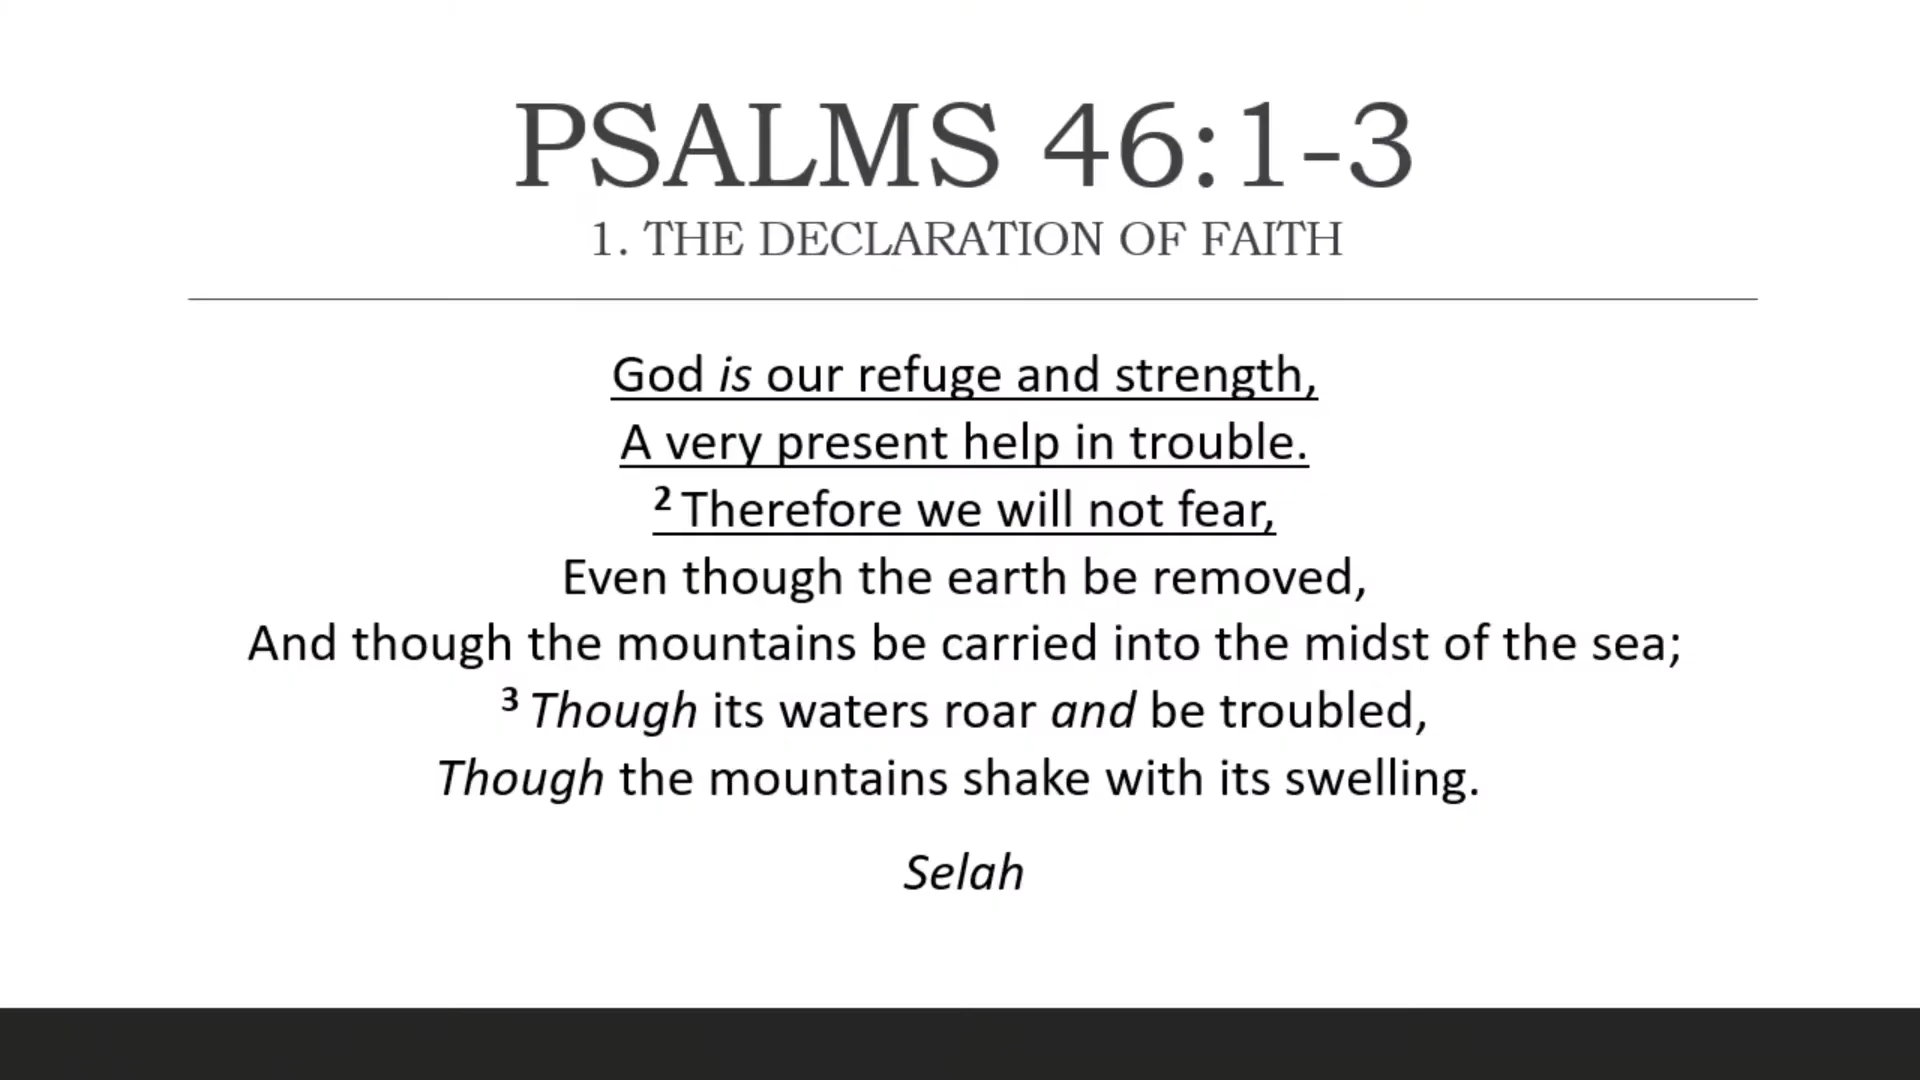 PSALMS 46:1-3
1. THE DECLARATION OF FAITH
God is our refuge and strength,
A very present help in trouble.
2 Therefore we will not fear,
Even though the earth be removed,
And though the mountains be carried into the midst of the sea;
3 Though its waters roar and be troubled,
Though the mountains shake with its swelling.
Selah